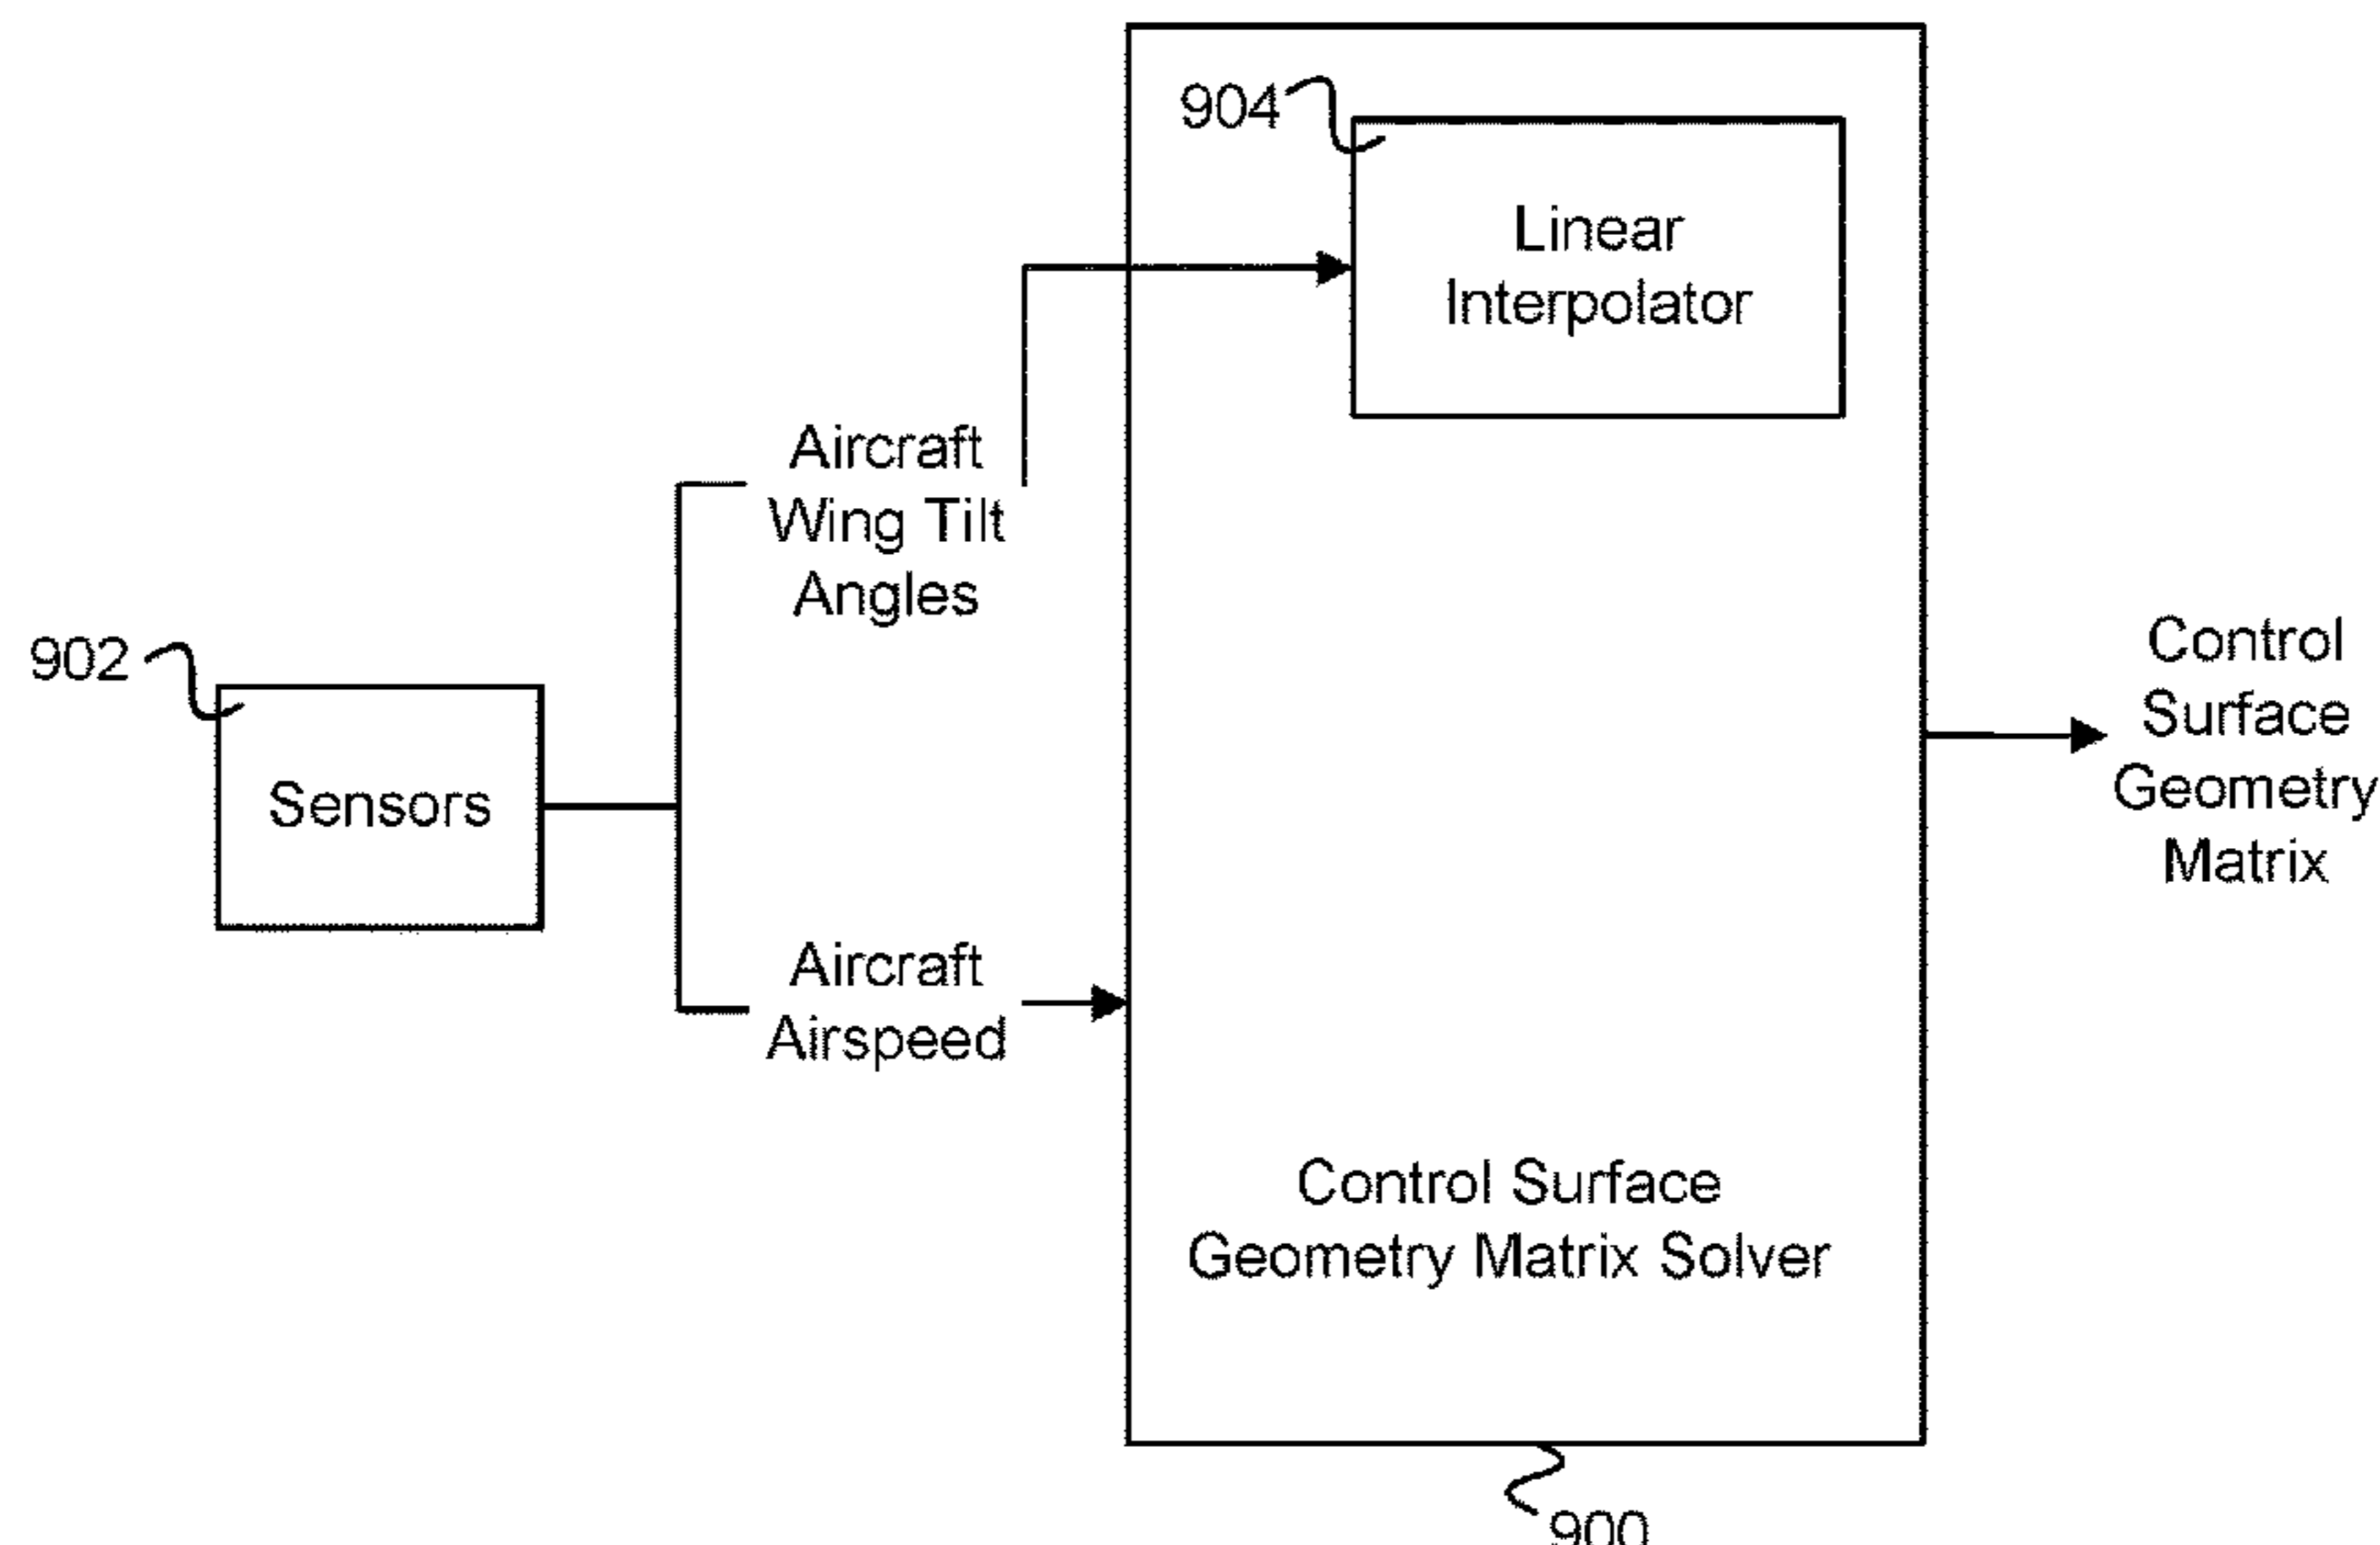 904
Linear
Interpolator
Aircraft
Wing Tilt
Angles
902
Sensors
Control
Surface
Geometry
Matrix
Aircraft
Airspeed
Control Surface
Geometry Matrix Solver
900